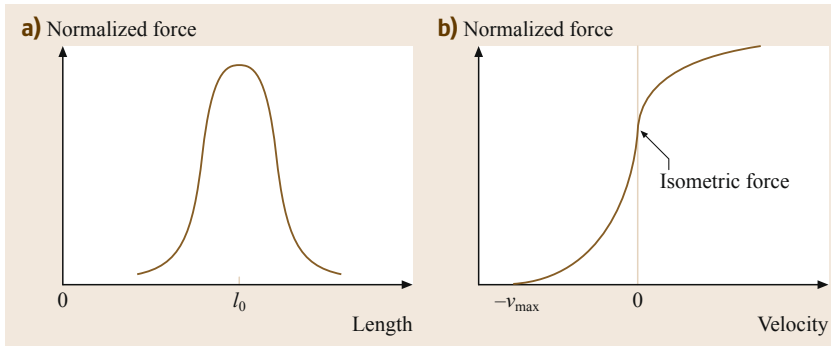 a) Normalized force
0
l0
Length
b) Normalized force
Isometric force
−vmax
0
Velocity